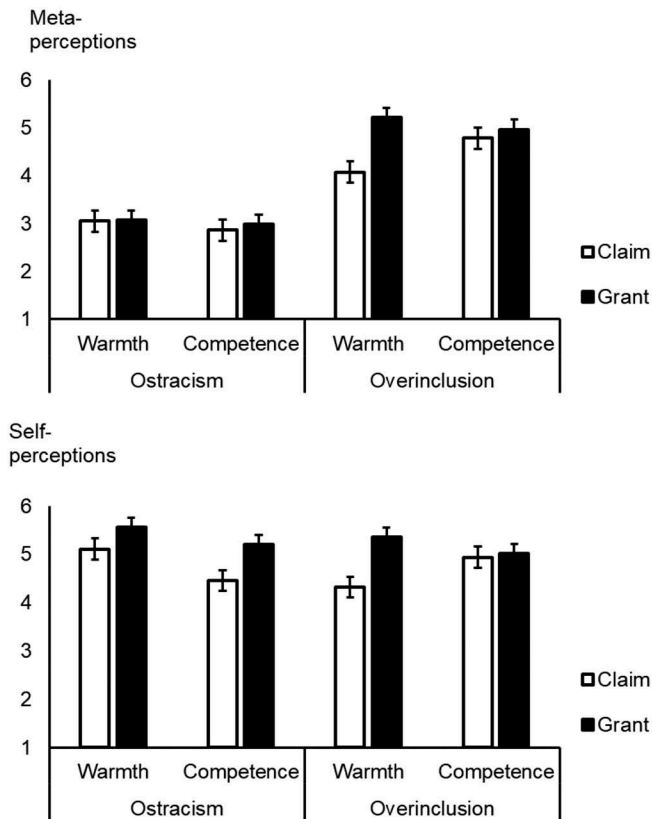 Meta-
perceptions
6
5
4
3
2
1
Claim
Grant
Warmth Competence Warmth Competence
Ostracism Overinclusion
Self-
perceptions
6
5
4
3
2
1
Claim
Grant
Warmth Competence Warmth Competence
Ostracism Overinclusion